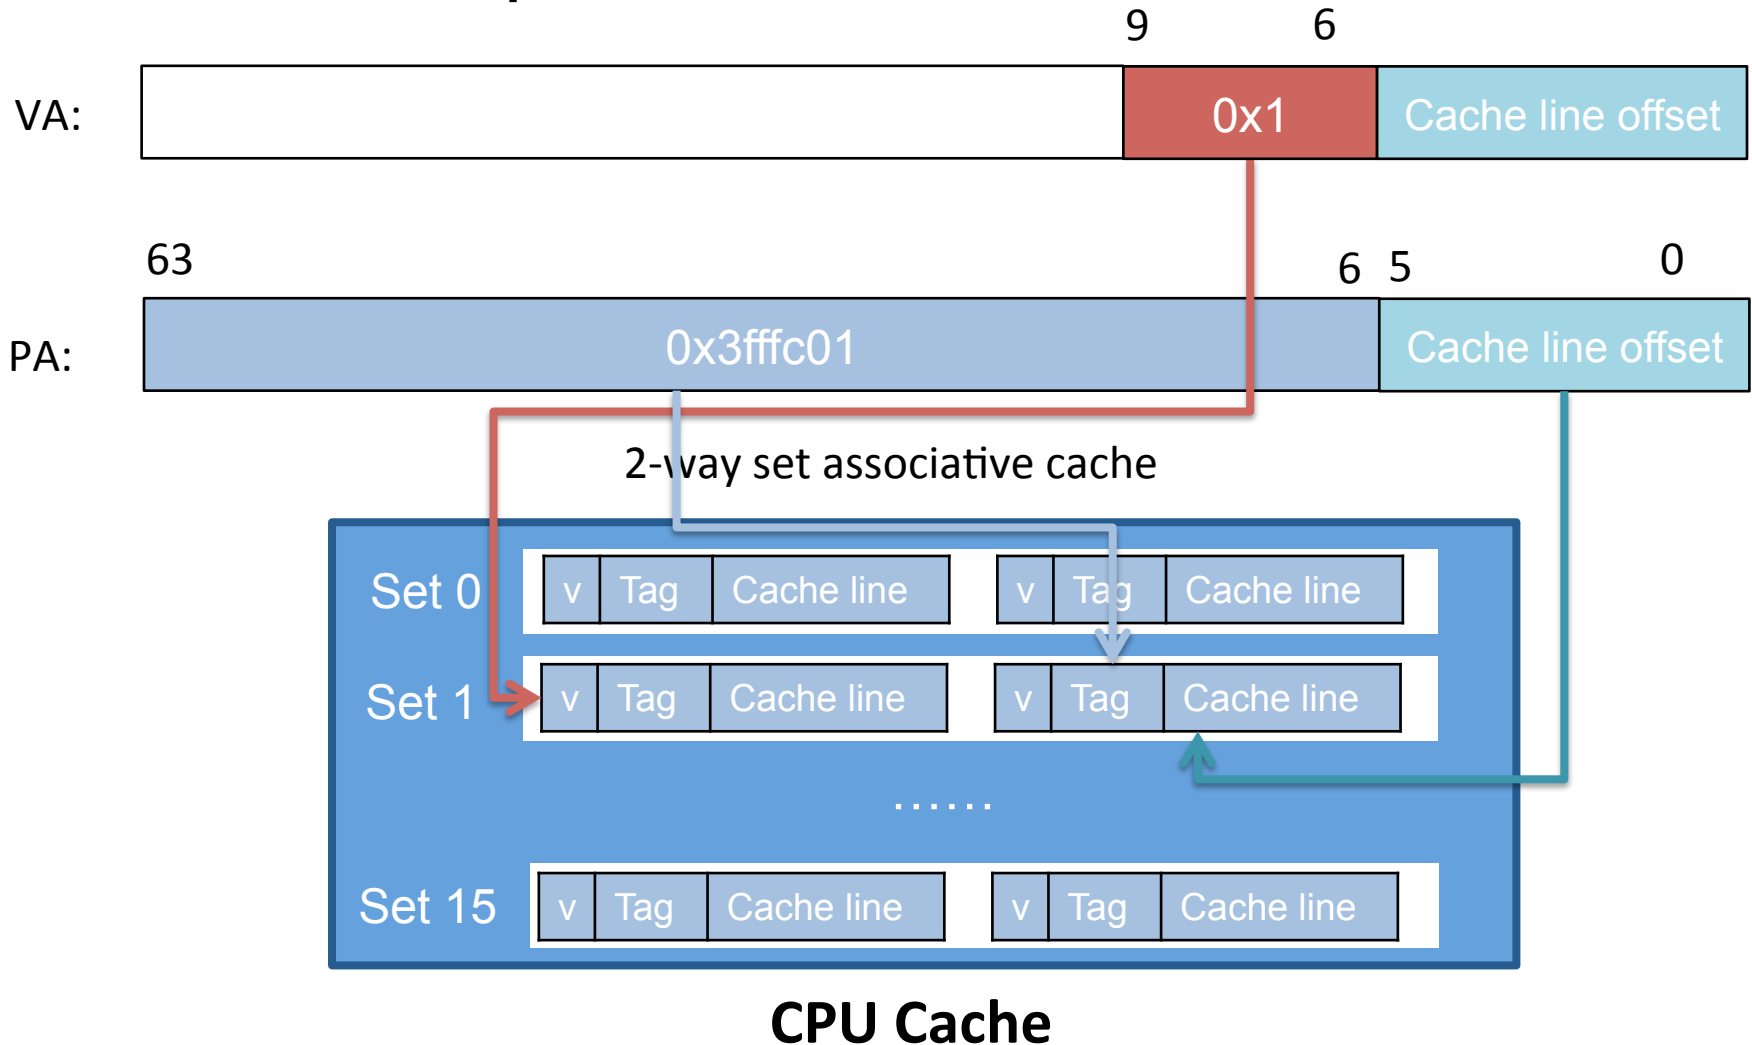 9 6
VA: 0x1 Cache line offset
63 6 5 0
PA: 0x3fffc01 Cache line offset
2-way set associative cache
Set 0 v Tag Cache line v Tag Cache line
Set 1 v Tag Cache line v Tag Cache line
......
Set 15 v Tag Cache line v Tag Cache line
CPU Cache